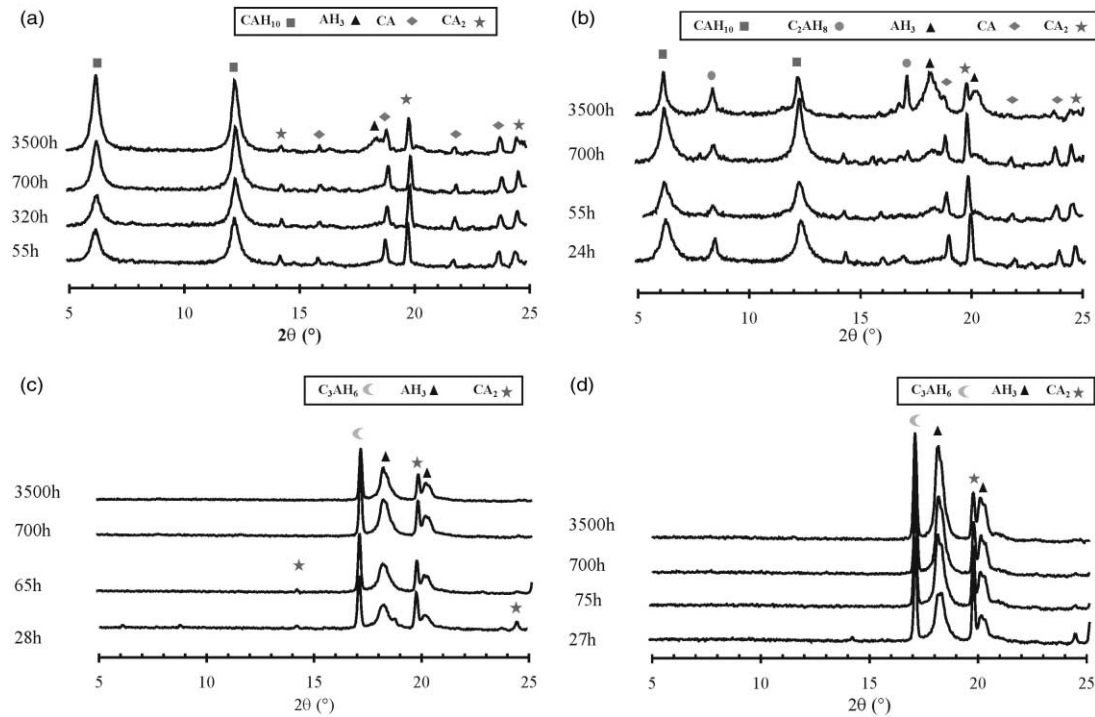 (a)
CAH₁₀ ■ AH₃ ▲ CA ◆ CA₂ ★
3500h
700h
320h
55h
5 10 15 20 25
2θ (°)
(b)
CAH₁₀ ■ C₂AH₈ ● AH₃ ▲ CA ◆ CA₂ ★
3500h
700h
55h
24h
5 10 15 20 25
2θ (°)
(c)
C₃AH₆ ☾ AH₃ ▲ CA₂ ★
3500h
700h
65h
28h
5 10 15 20 25
2θ (°)
(d)
C₃AH₆ ☾ AH₃ ▲ CA₂ ★
3500h
700h
75h
27h
5 10 15 20 25
2θ (°)